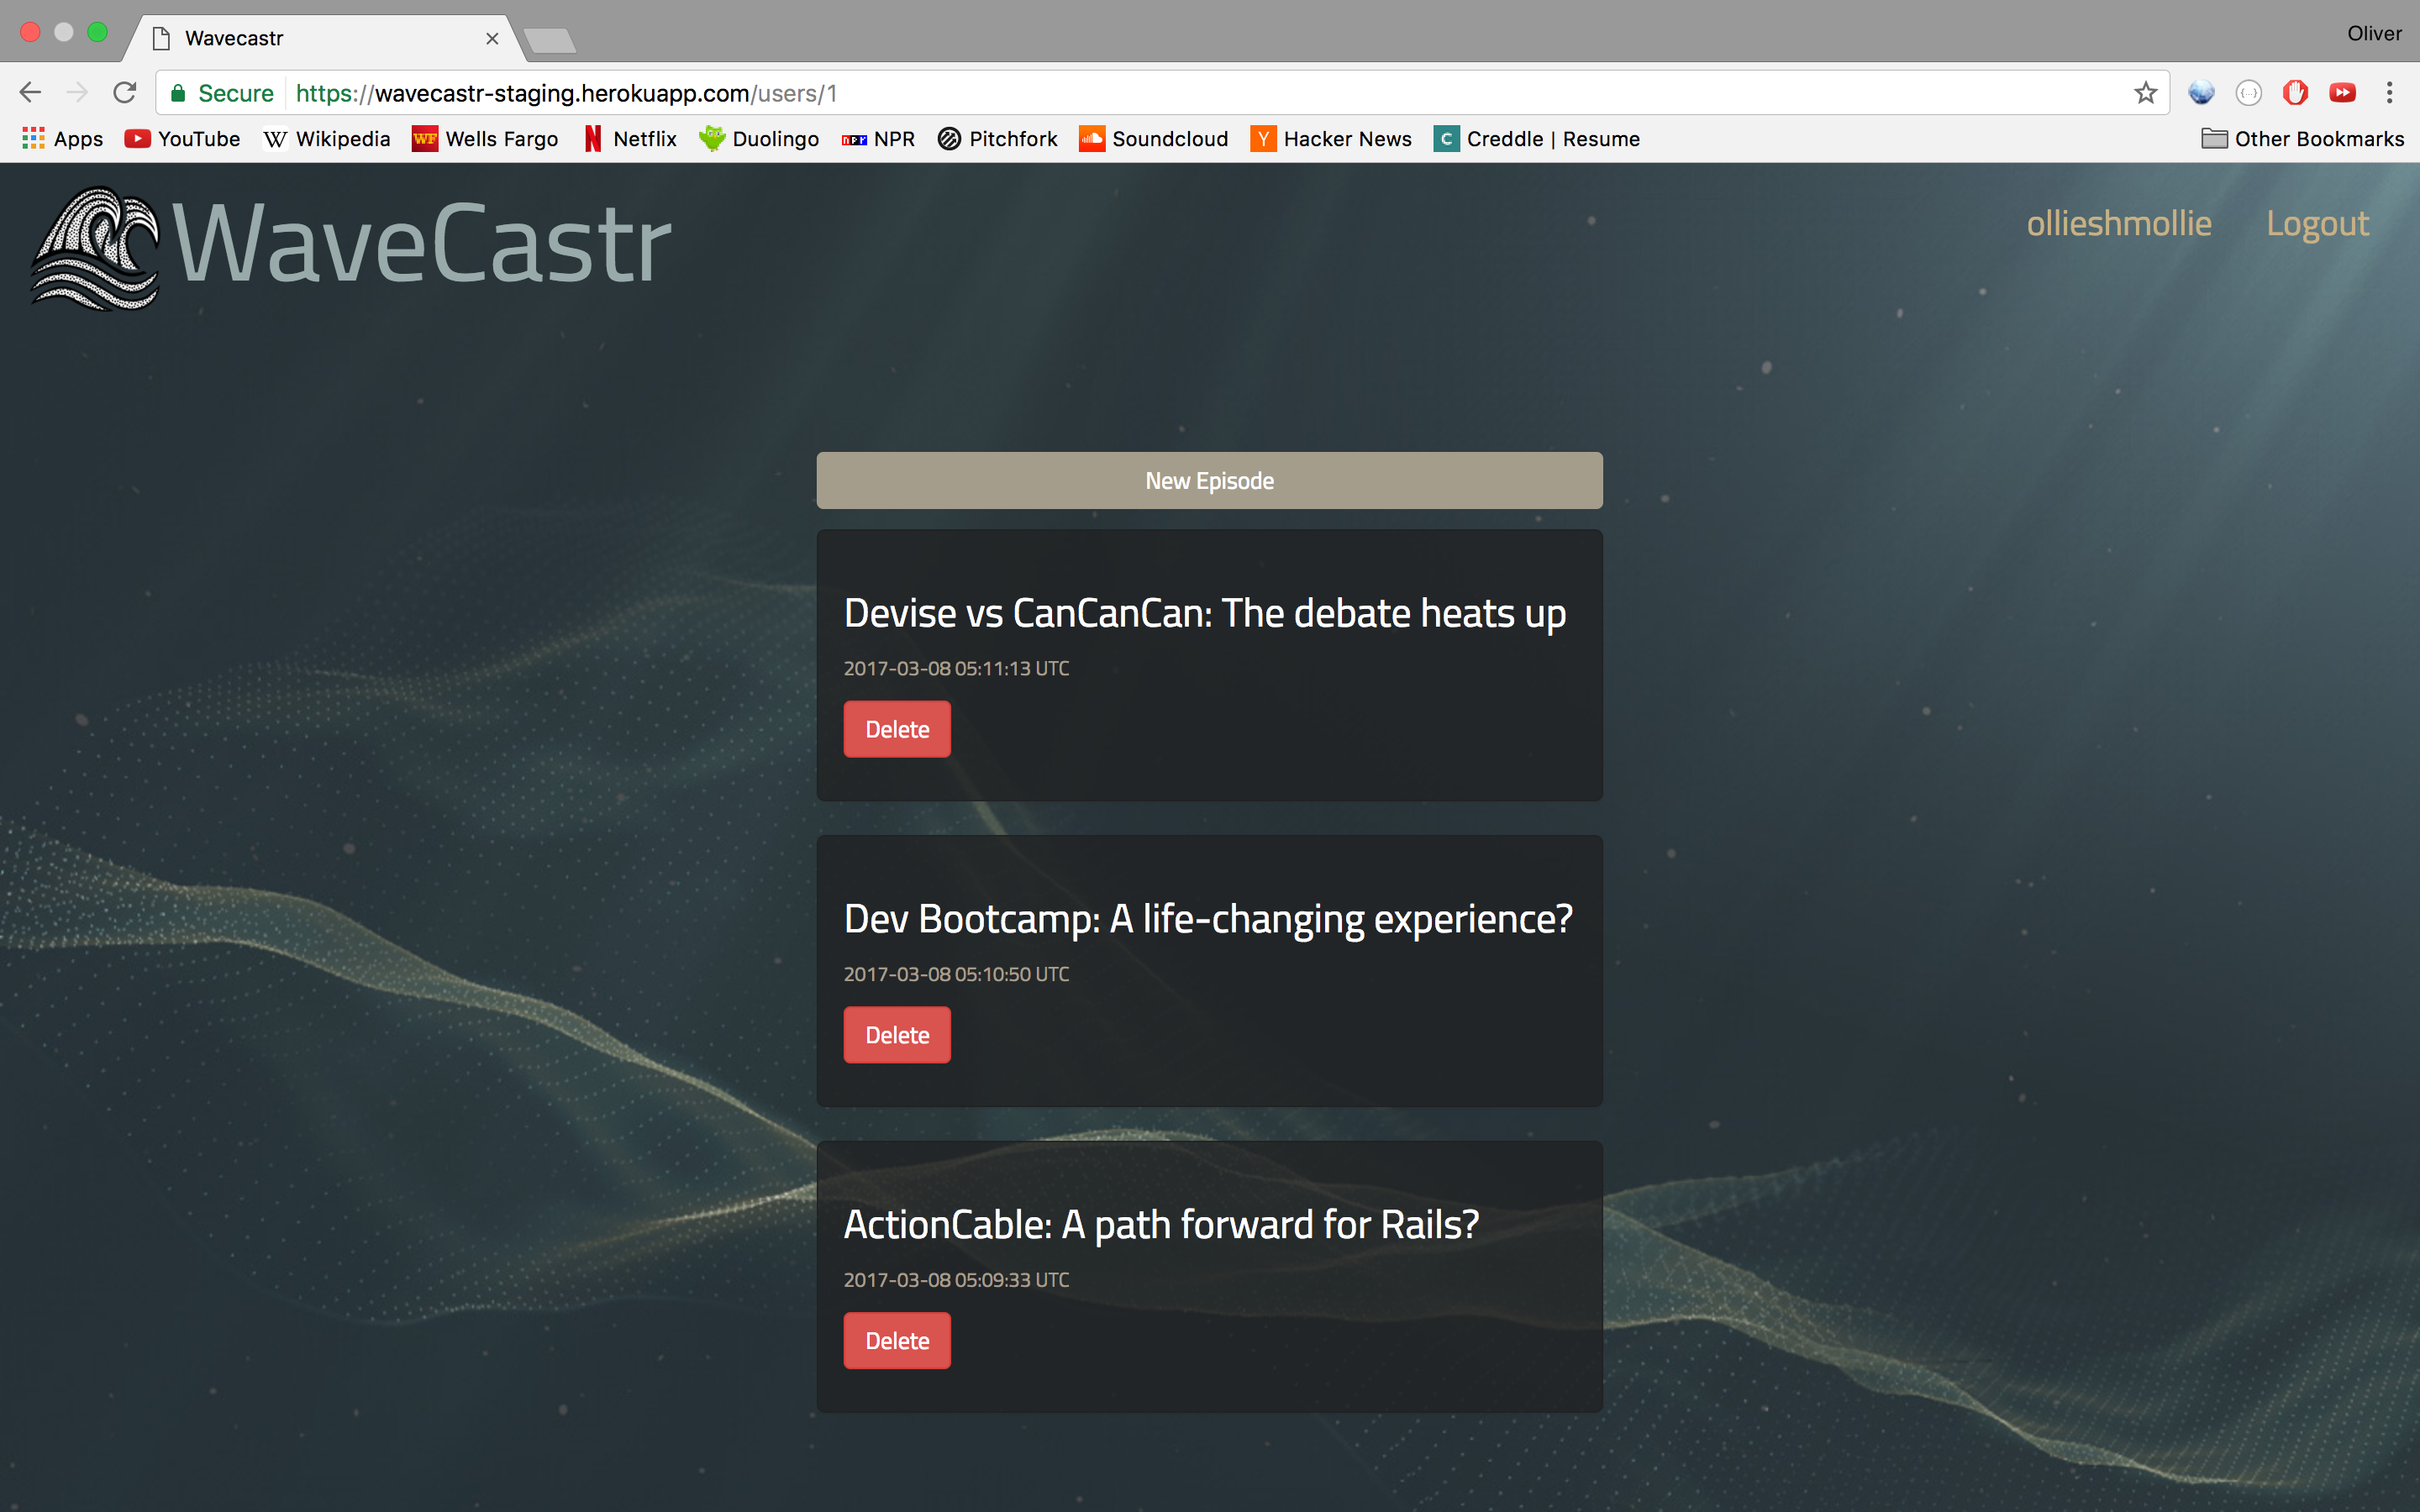 Wavecastr
Oliver
Secure https://wavecastr-staging.herokuapp.com/users/1
Apps YouTube Wikipedia Wells Fargo Netflix Duolingo NPR Pitchfork Soundcloud Hacker News Creddle | Resume Other Bookmarks
WaveCastr
ollieshmollie Logout
New Episode
Devise vs CanCanCan: The debate heats up
2017-03-08 05:11:13 UTC
Delete
Dev Bootcamp: A life-changing experience?
2017-03-08 05:10:50 UTC
Delete
ActionCable: A path forward for Rails?
2017-03-08 05:09:33 UTC
Delete